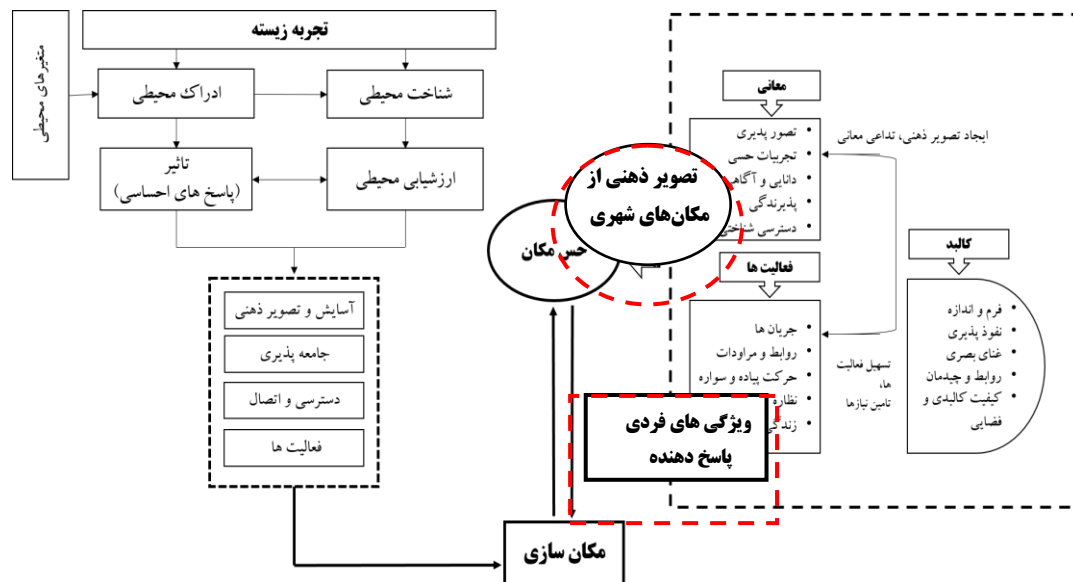 تجربه زیسته
متغیرهای محیطی
ادراک محیطی
شناخت محیطی
تاثیر
(پاسخ های احساسی)
ارزشیابی محیطی
آسایش و تصویر ذهنی
جامعه پذیری
دسترسی و اتصال
فعالیت ها
حس مکان
تصویر ذهنی از
مکان‌های شهری
مکان سازی
ویژگی های فردی
پاسخ دهنده
معانی
تصور پذیری
تجربیات حسی
دانایی و آگاهی
پذیرندگی
دسترسی شناختی
ایجاد تصویر ذهنی، تداعی معانی
فعالیت ها
جریان ها
روابط و مراودات
حرکت پیاده و سواره
نظاره
تسهیل فعالیت
ها،
تامین نیازها
کالبد
فرم و اندازه
نفوذ پذیری
غنای بصری
روابط و چیدمان
کیفیت کالبدی و
فضایی